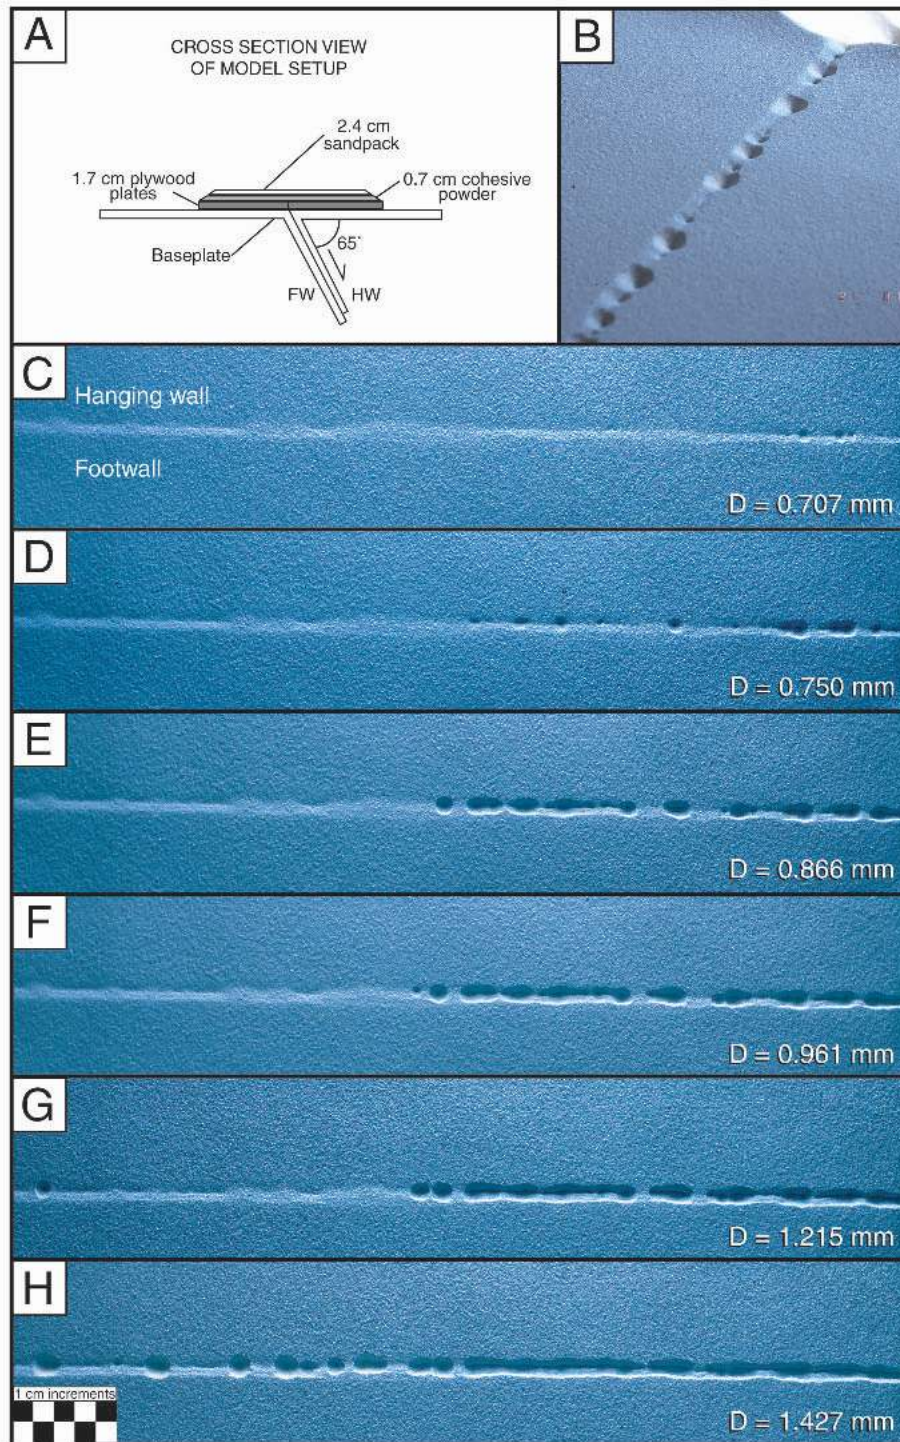 A
CROSS SECTION VIEW
OF MODEL SETUP
2.4 cm
sandpack
1.7 cm plywood
plates
0.7 cm cohesive
powder
Baseplate
65°
FW
HW
B
C
Hanging wall
Footwall
D = 0.707 mm
D
D = 0.750 mm
E
D = 0.866 mm
F
D = 0.961 mm
G
D = 1.215 mm
H
1 cm increments
D = 1.427 mm